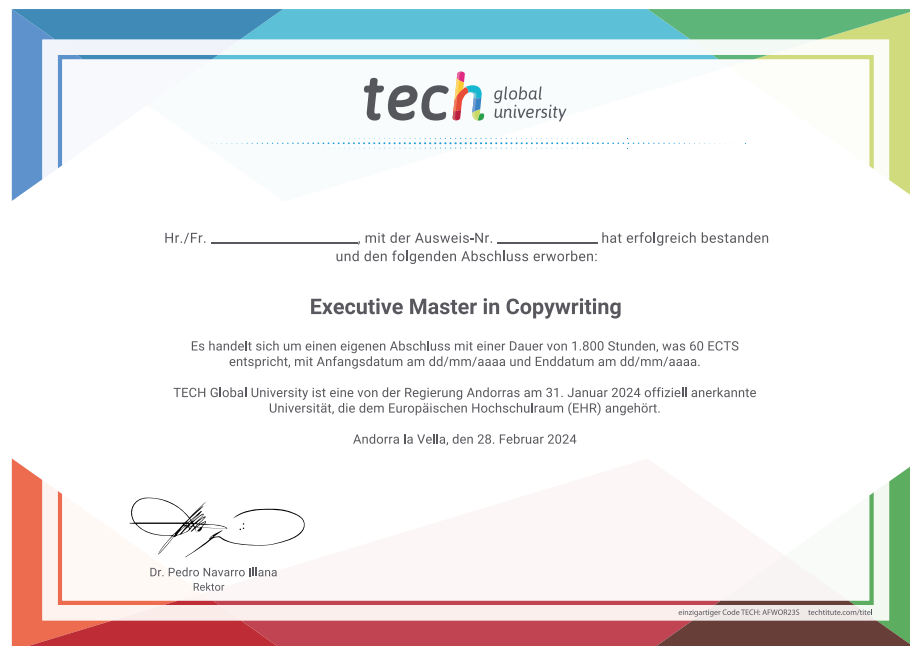 tech global university
Hr./Fr. ____________________, mit der Ausweis-Nr. ______________ hat erfolgreich bestanden
und den folgenden Abschluss erworben:
Executive Master in Copywriting
Es handelt sich um einen eigenen Abschluss mit einer Dauer von 1.800 Stunden, was 60 ECTS
entspricht, mit Anfangsdatum am dd/mm/aaaa und Enddatum am dd/mm/aaaa.
TECH Global University ist eine von der Regierung Andorras am 31. Januar 2024 offiziell anerkannte
Universität, die dem Europäischen Hochschulraum (EHR) angehört.
Andorra la Vella, den 28. Februar 2024
Dr. Pedro Navarro Illana
Rektor
einzigartiger Code TECH: AFWOR23S techtitute.com/titel